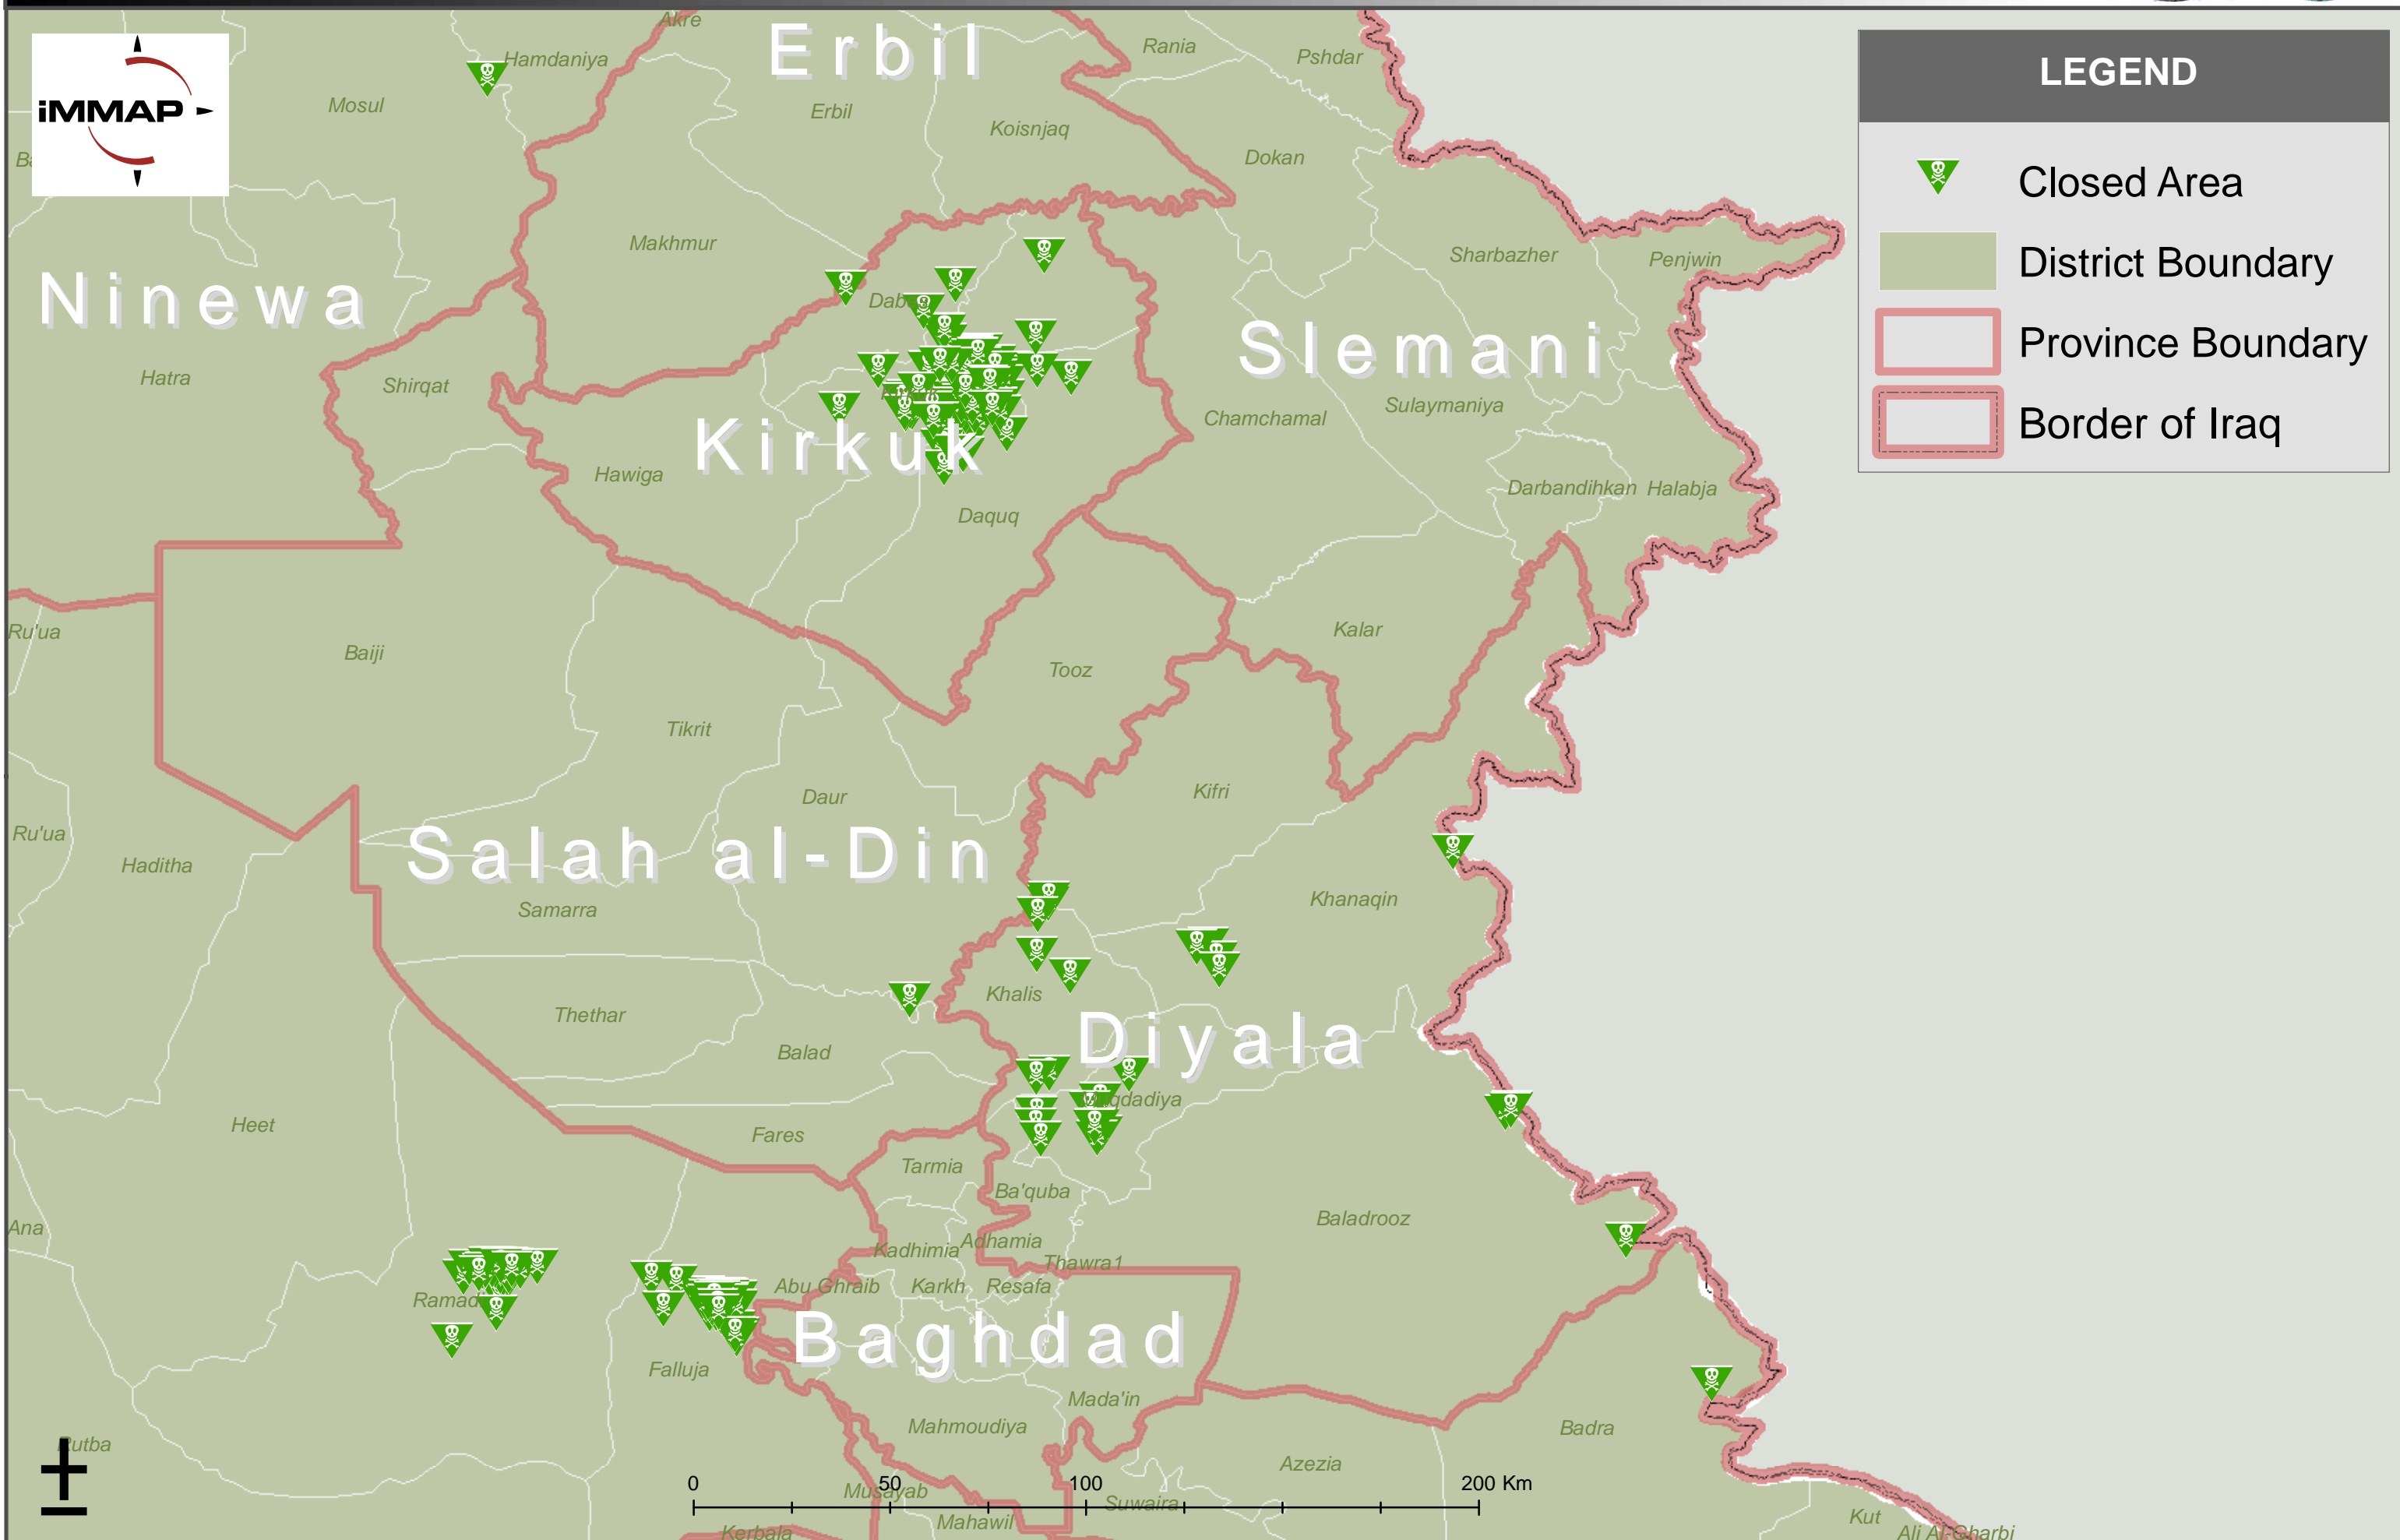 Akre
Hamdaniya
Erbil
Rania
Pshdar
LEGEND
iMMAP
Mosul
Erbil
Koisnjaq
Dokan
Closed Area
District Boundary
Province Boundary
Border of Iraq
Makhmur
Sharbazher
Penjwin
Ninewa
Slemani
Hatra
Shirqat
Chamchamal
Sulaymaniya
Kirkuk
Hawiga
Darbandihkan
Halabja
Daquq
Ru'ua
Baiji
Kalar
Tooz
Tikrit
Kifri
Daur
Ru'ua
Haditha
Salah al-Din
Samarra
Khanaqin
Khalis
Thethar
Diyala
Balad
Heet
Fares
Tarmia
Ba'quba
Baladrooz
Ana
Kadhimia
Adhamia
Thawra1
Abu Ghraib
Karkh
Resafa
Baghdad
Falluja
Mada'in
Mahmoudiya
Badra
Rutba
Azezia
0 50 100 200 Km
Musayab
Suwaira
Mahawil
Kerbala
Kut
Ali Al-Gharbi